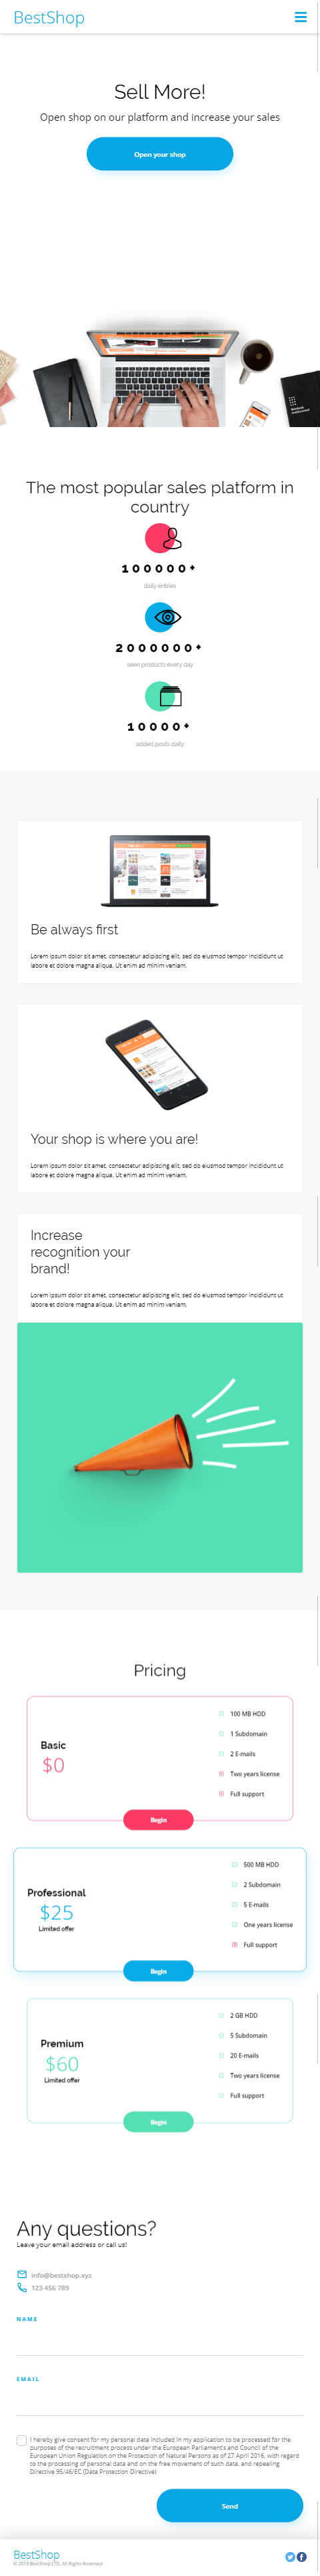 BestShop
Sell More!
Open shop on our platform and increase your sales
Open your shop
The most popular sales platform in
country
100000+
daily entries
2000000+
seen products every day
10000+
added posts daily
Be always first
Lorem ipsum dolor sit amet, consectetur adipiscing elit, sed do eiusmod tempor incididunt ut
labore et dolore magna aliqua. Ut enim ad minim veniam.
Your shop is where you are!
Lorem ipsum dolor sit amet, consectetur adipiscing elit, sed do eiusmod tempor incididunt ut
labore et dolore magna aliqua. Ut enim ad minim veniam.
Increase
recognition your
brand!
Lorem ipsum dolor sit amet, consectetur adipiscing elit, sed do eiusmod tempor incididunt ut
labore et dolore magna aliqua. Ut enim ad minim veniam.
Pricing
Basic
$0
100 MB HDD
1 Subdomain
2 E-mails
Two years license
Full support
Begin
Professional
$25
Limited offer
500 MB HDD
2 Subdomain
5 E-mails
One years license
Full support
Begin
Premium
$60
Limited offer
2 GB HDD
5 Subdomain
20 E-mails
Two years license
Full support
Begin
Any questions?
Leave your email address or call us!
info@bestshop.xyz
123 456 789
NAME
EMAIL
I hereby give consent for my personal data included in my application to be processed for the
purposes of the recruitment process under the European Parliament's and Council of the
European Union Regulation on the Protection of Natural Persons as of 27 April 2016, with regard
to the processing of personal data and on the free movement of such data, and repealing
Directive 95/46/EC (Data Protection Directive)
Send
BestShop
© 2019 BestShop LTD, All Rights Reserved